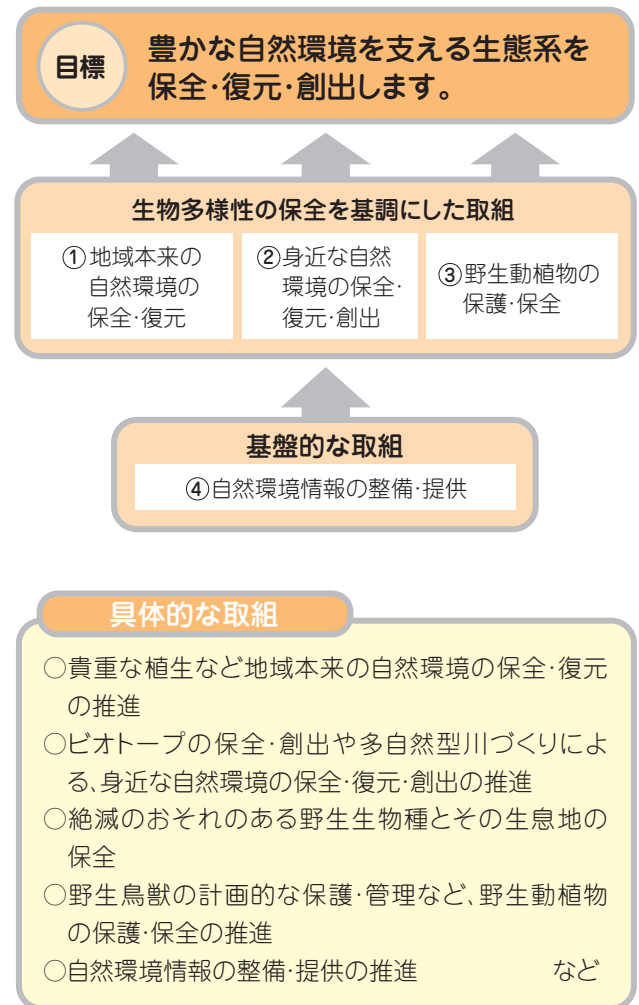 目標
豊かな自然環境を支える生態系を
保全・復元・創出します。
生物多様性の保全を基調にした取組
①地域本来の
自然環境の
保全・復元
②身近な自然
環境の保全・
復元・創出
③野生動植物の
保護・保全
基盤的な取組
④自然環境情報の整備・提供
具体的な取組
○貴重な植生など地域本来の自然環境の保全・復元
の推進
○ビオトープの保全・創出や多自然型川づくりによ
る、身近な自然環境の保全・復元・創出の推進
○絶滅のおそれのある野生生物種とその生息地の
保全
○野生鳥獣の計画的な保護・管理など、野生動植物
の保護・保全の推進
○自然環境情報の整備・提供の推進 など